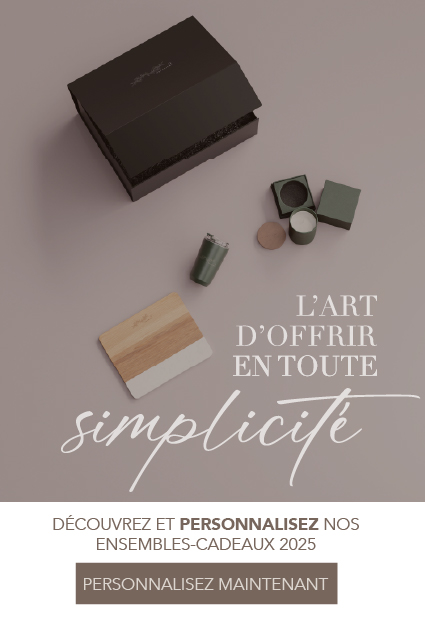 L'ART
D'OFFRIR
EN TOUTE
simplicité
DÉCOUVREZ ET PERSONNALISEZ NOS
ENSEMBLES-CADEAUX 2025
PERSONNALISEZ MAINTENANT